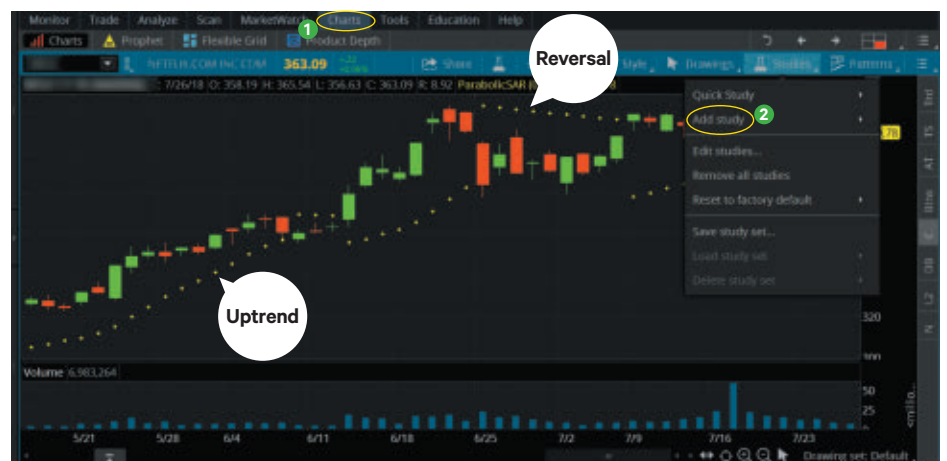 Monitor Trade Analyze Scan MarketWatch Charts Tools Education Help
1
Charts Prophet Flexible Grid Product Depth
NETFLIX COM INC COM 363.09 Share Style Drawings Studies Patterns
7/26/18 O: 358.19 H: 365.54 L: 356.63 C: 363.09 R: 8.92 ParabolicSAR
Reversal
Quick Study
Add study 2
Edit studies...
Remove all studies
Reset to factory default
Save study set...
Load study set
Delete study set
Uptrend
320
300
Volume 6,983,264
50
25
5/21 5/28 6/4 6/11 6/18 6/25 7/2 7/9 7/16 7/23
Drawing set: Default